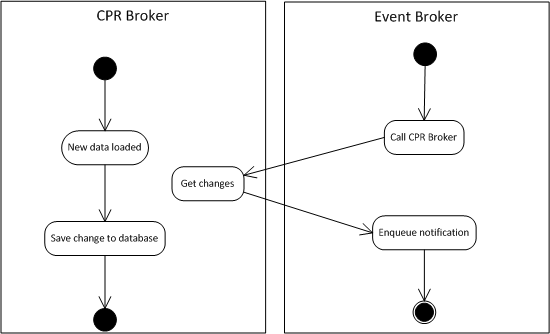 CPR Broker
Event Broker
New data loaded
Call CPR Broker
Get changes
Save change to database
Enqueue notification